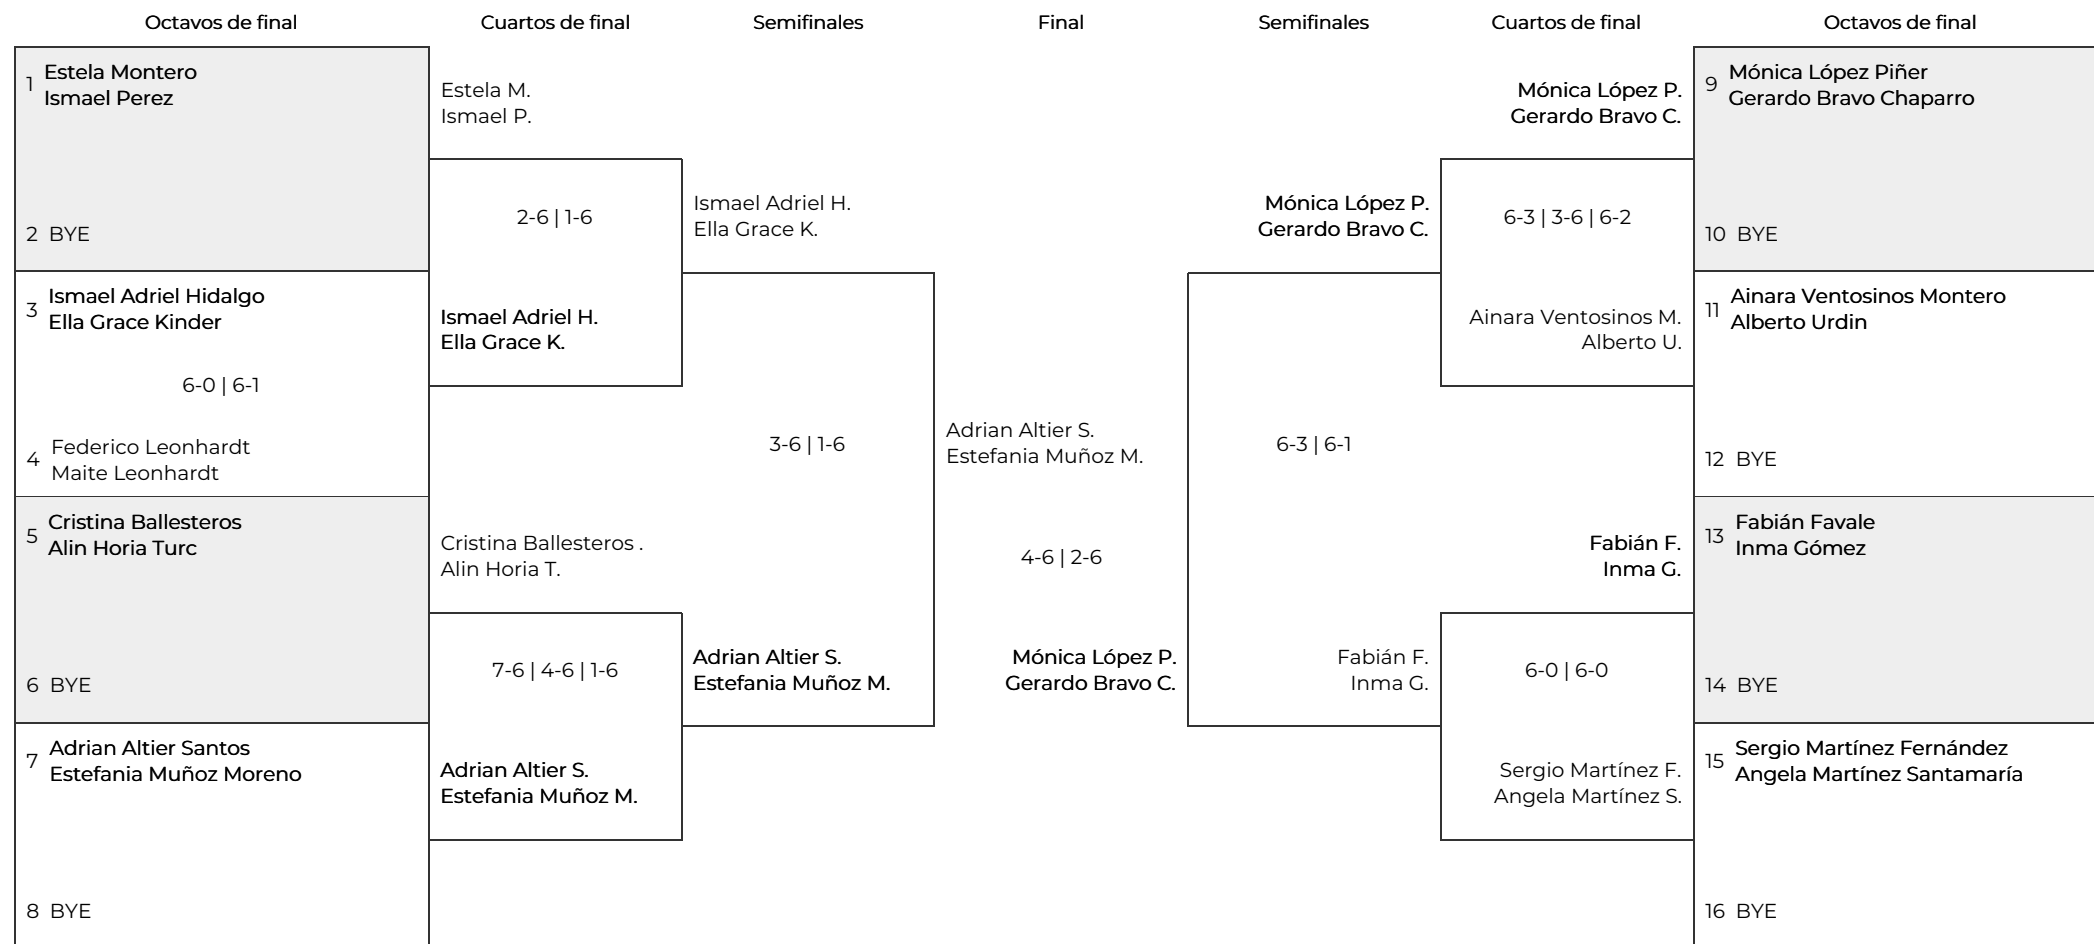 Octavos de final
Cuartos de final
Semifinales
Final
Semifinales
Cuartos de final
Octavos de final
1
Estela Montero
Ismael Perez
2 BYE
3
Ismael Adriel Hidalgo
Ella Grace Kinder
6-0 | 6-1
4
Federico Leonhardt
Maite Leonhardt
5
Cristina Ballesteros
Alin Horia Turc
6 BYE
7
Adrian Altier Santos
Estefania Muñoz Moreno
8 BYE
Estela M.
Ismael P.
2-6 | 1-6
Ismael Adriel H.
Ella Grace K.
Cristina Ballesteros .
Alin Horia T.
7-6 | 4-6 | 1-6
Adrian Altier S.
Estefania Muñoz M.
Ismael Adriel H.
Ella Grace K.
3-6 | 1-6
Adrian Altier S.
Estefania Muñoz M.
Adrian Altier S.
Estefania Muñoz M.
4-6 | 2-6
Mónica López P.
Gerardo Bravo C.
Mónica López P.
Gerardo Bravo C.
6-3 | 6-1
Fabián F.
Inma G.
Mónica López P.
Gerardo Bravo C.
6-3 | 3-6 | 6-2
Ainara Ventosinos M.
Alberto U.
Fabián F.
Inma G.
6-0 | 6-0
Sergio Martínez F.
Angela Martínez S.
9
Mónica López Piñer
Gerardo Bravo Chaparro
10 BYE
11
Ainara Ventosinos Montero
Alberto Urdin
12 BYE
13
Fabián Favale
Inma Gómez
14 BYE
15
Sergio Martínez Fernández
Angela Martínez Santamaría
16 BYE